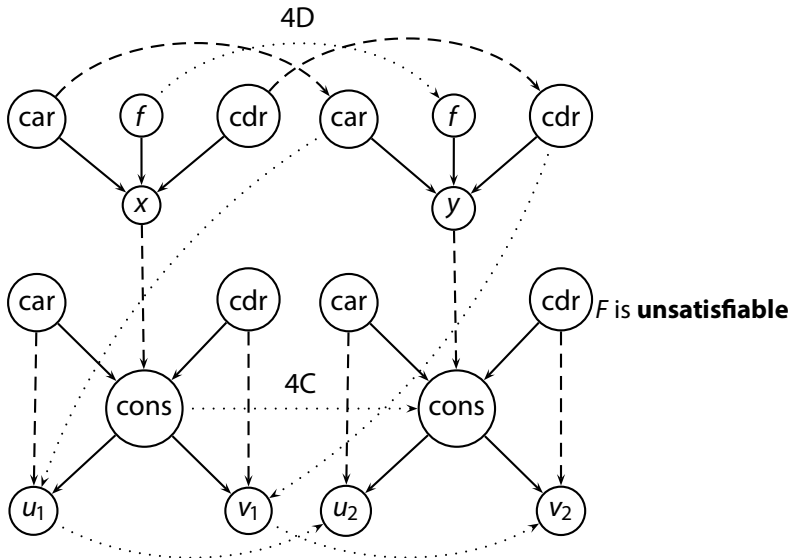 4D
car f cdr car f cdr
x y
car cdr car cdr F is unsatisfiable
4C
cons cons
u1 v1 u2 v2